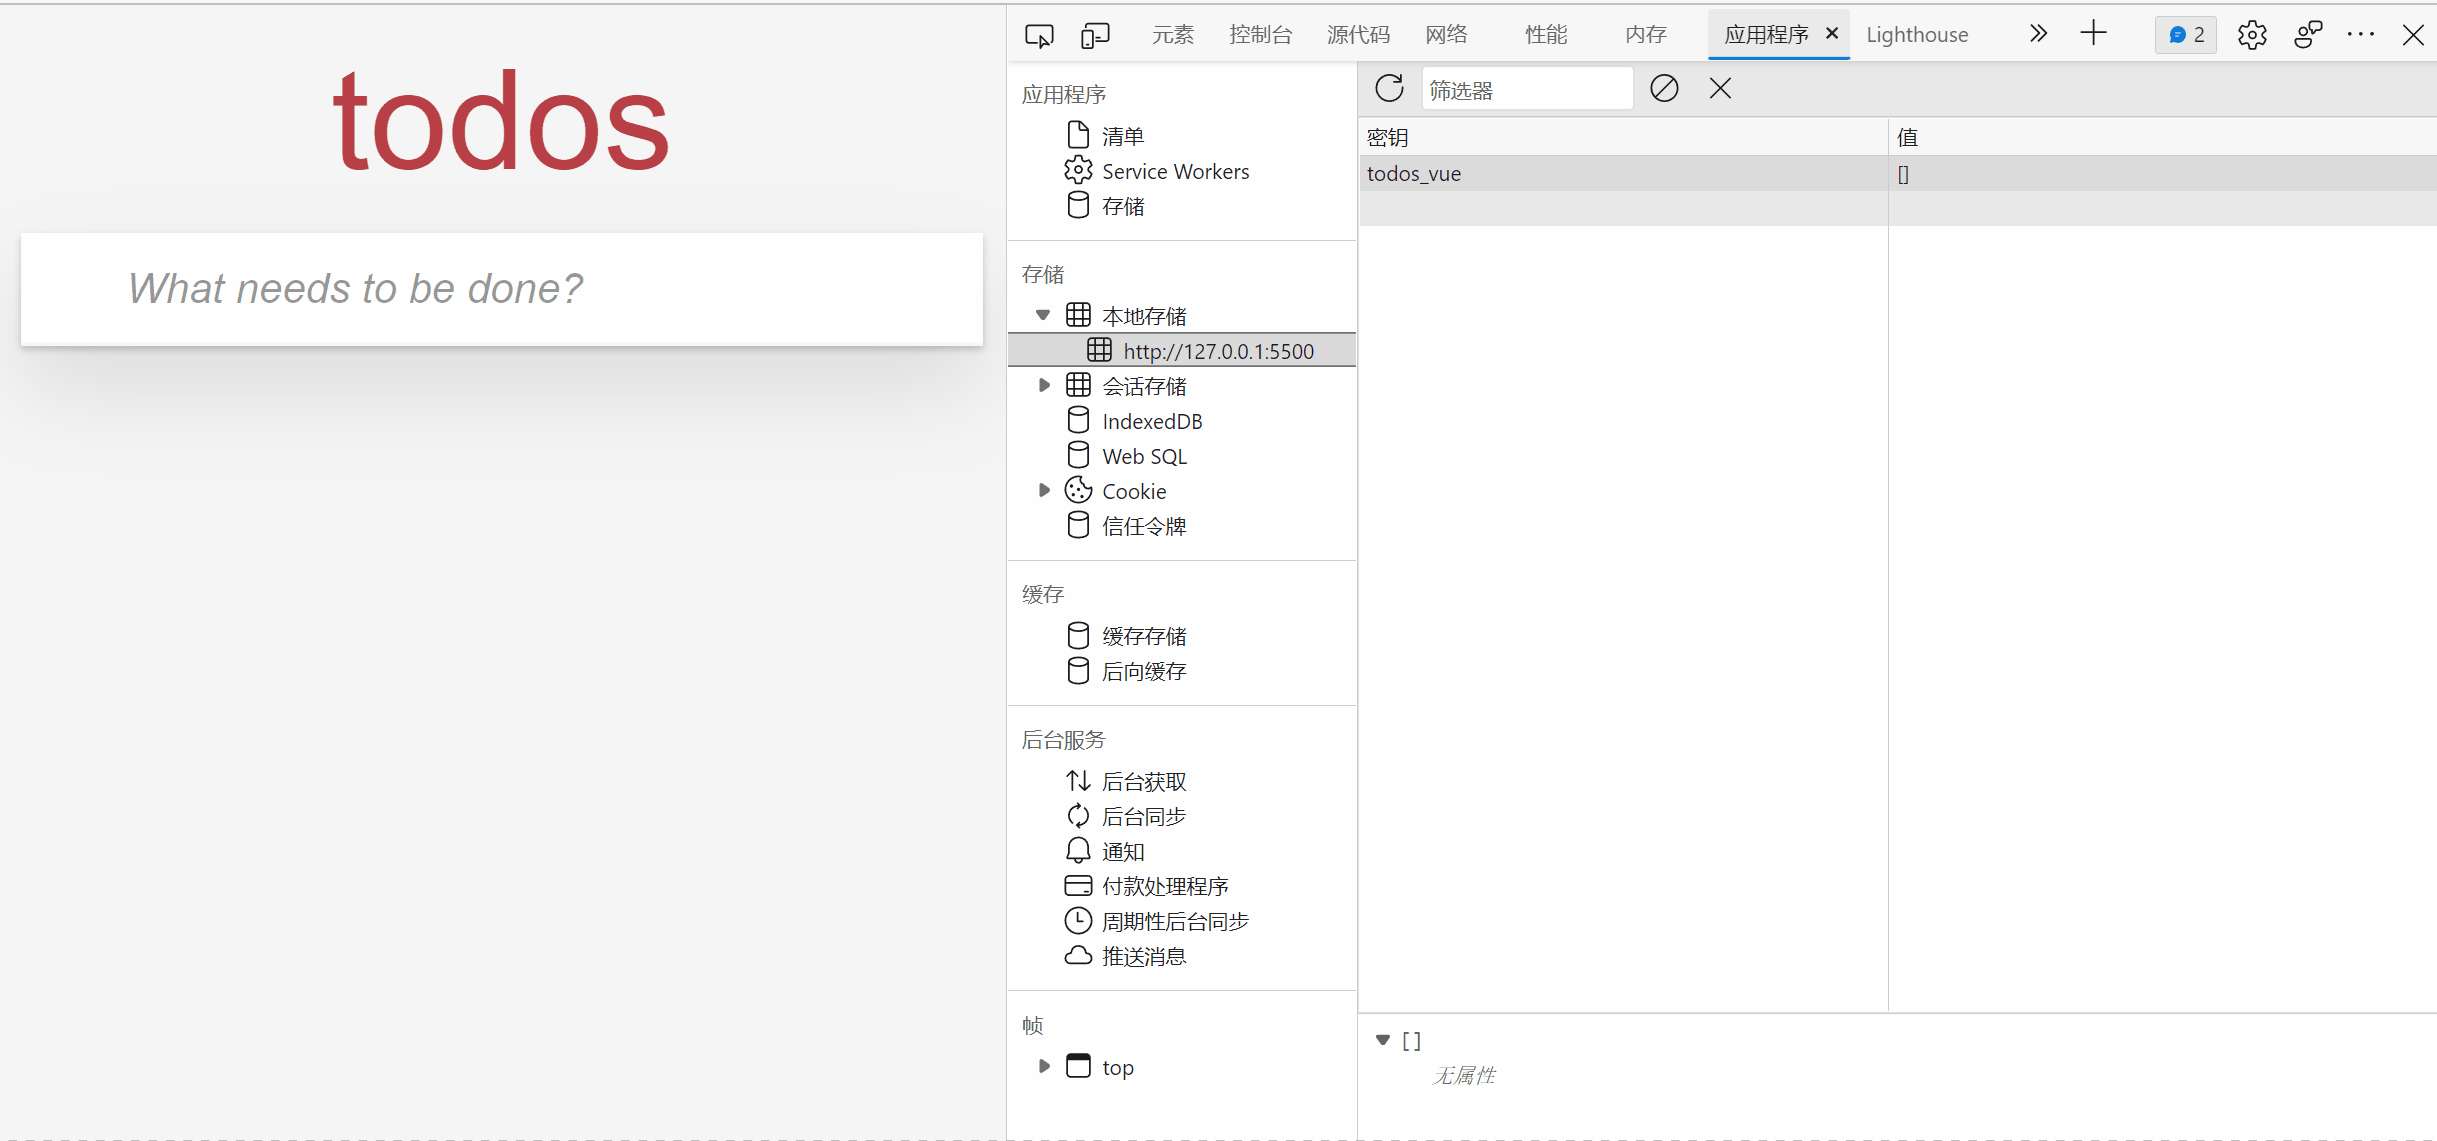 todos
What needs to be done?
元素 控制台 源代码 网络 性能 内存 应用程序 Lighthouse 2
应用程序
清单
Service Workers
存储
存储
本地存储
http://127.0.0.1:5500
会话存储
IndexedDB
Web SQL
Cookie
信任令牌
缓存
缓存存储
后向缓存
后台服务
后台获取
后台同步
通知
付款处理程序
周期性后台同步
推送消息
帧
top
筛选器
密钥 值
todos_vue []
[]
无属性